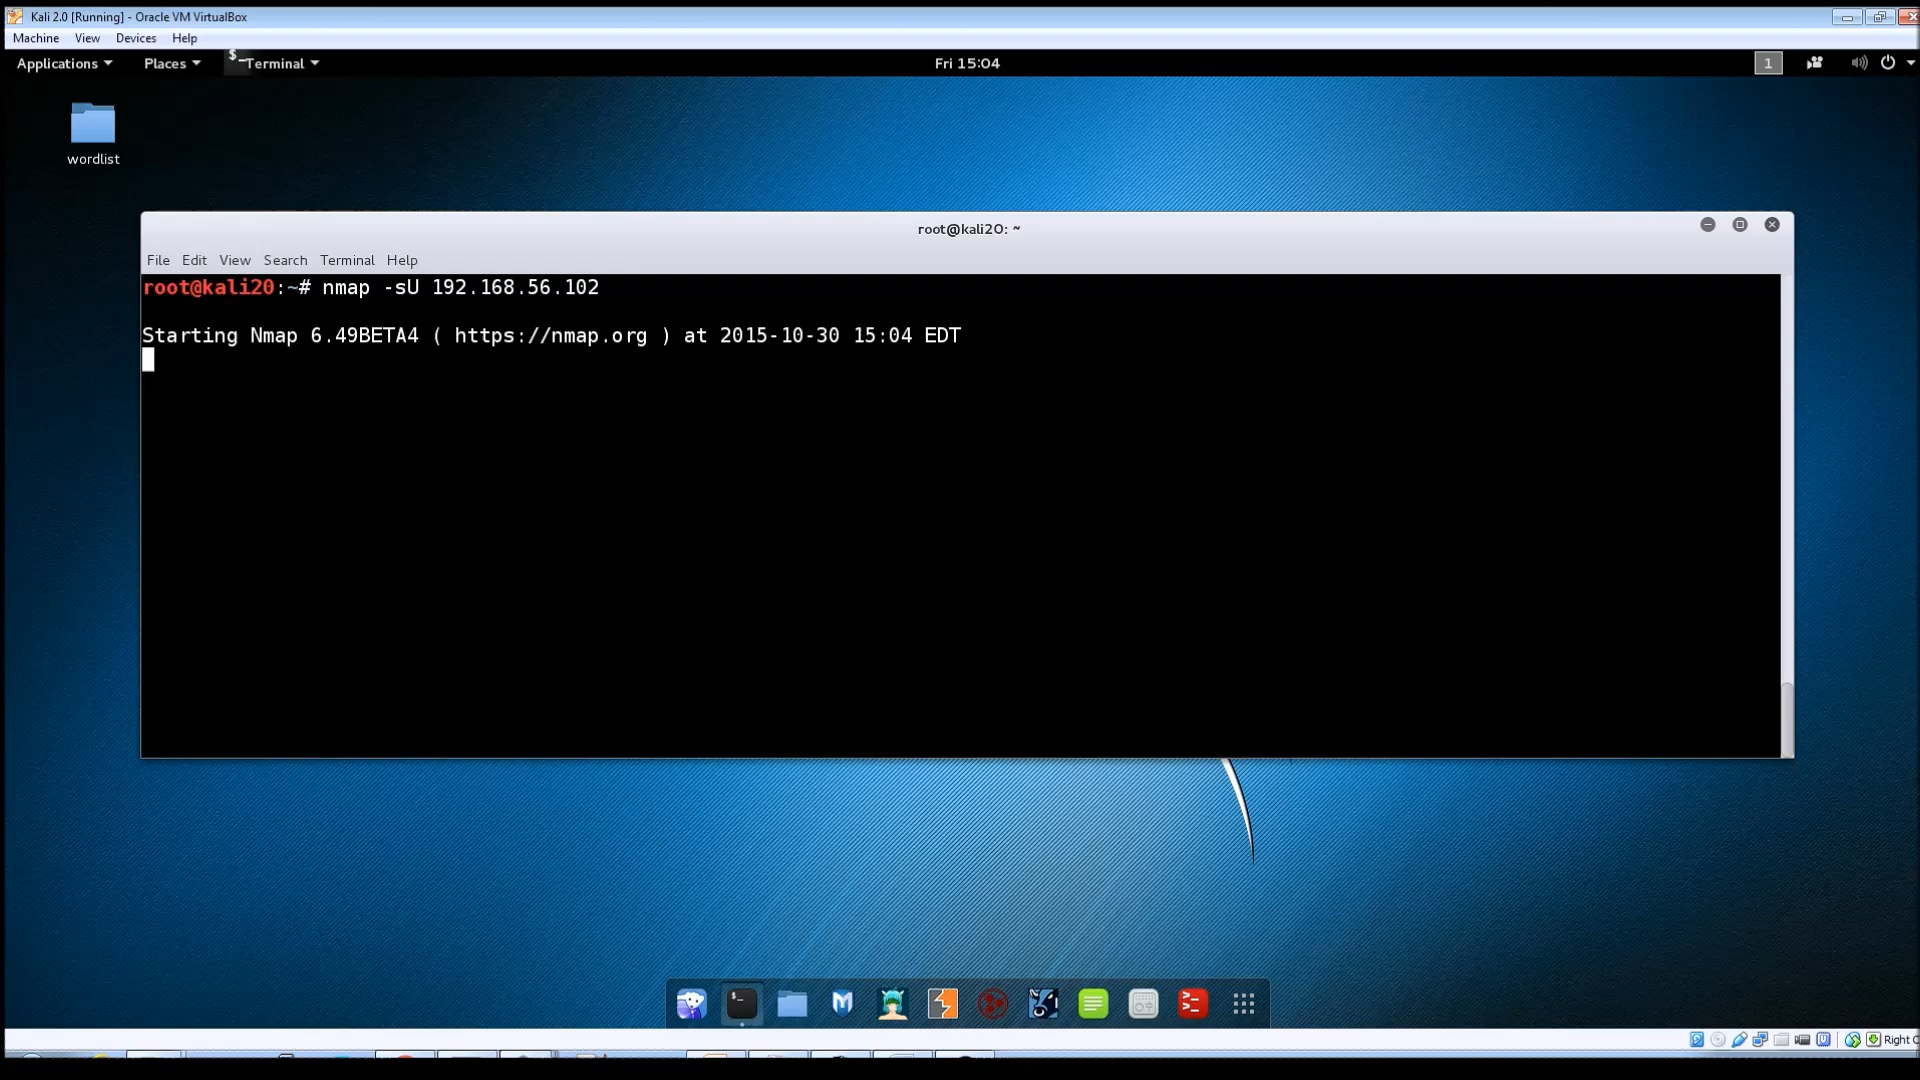 Kali 2.0 [Running] - Oracle VM VirtualBox
Machine View Devices Help
Applications Places Terminal Fri 15:04 1
wordlist
root@kali20: ~
File Edit View Search Terminal Help
root@kali20:~# nmap -sU 192.168.56.102
Starting Nmap 6.49BETA4 ( https://nmap.org ) at 2015-10-30 15:04 EDT
Right